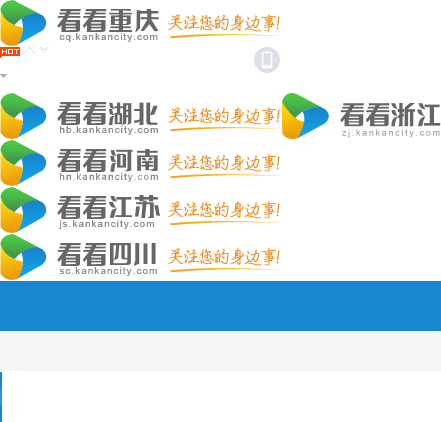 看看重庆 关注您的身边事!
cq.kankancity.com
HOT
看看湖北 关注您的身边事! 看看浙江
hb.kankancity.com zj.kankancity.com
看看河南 关注您的身边事!
hn.kankancity.com
看看江苏 关注您的身边事!
js.kankancity.com
看看四川 关注您的身边事!
sc.kankancity.com